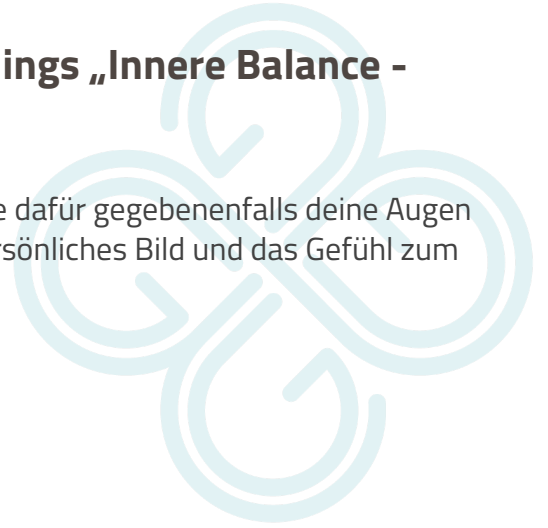 ings „Innere Balance -
e dafür gegebenenfalls deine Augen
rsönliches Bild und das Gefühl zum